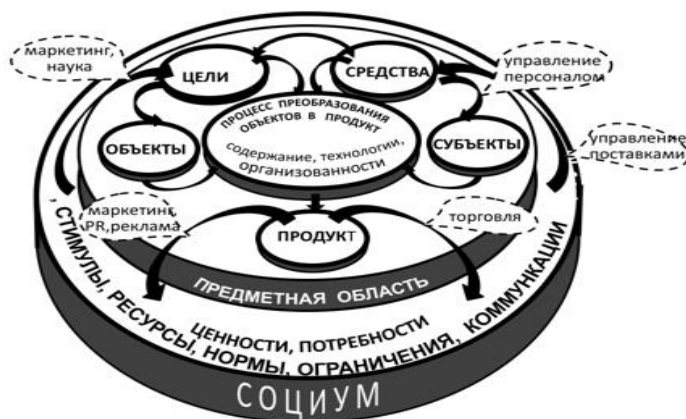 маркетинг,
наука
ЦЕЛИ
СРЕДСТВА
управление
персоналом
ПРОЦЕСС ПРЕОБРАЗОВАНИЯ
ОБЪЕКТОВ В ПРОДУКТ
содержание, технологии,
организованности
ОБЪЕКТЫ
СУБЪЕКТЫ
управление
поставками
маркетинг,
PR,реклама
ПРОДУКТ
торговля
ПРЕДМЕТНАЯ ОБЛАСТЬ
ЦЕННОСТИ, ПОТРЕБНОСТИ
, СТИМУЛЫ, РЕСУРСЫ, НОРМЫ, ОГРАНИЧЕНИЯ, КОММУНКАЦИИ
СОЦИУМ